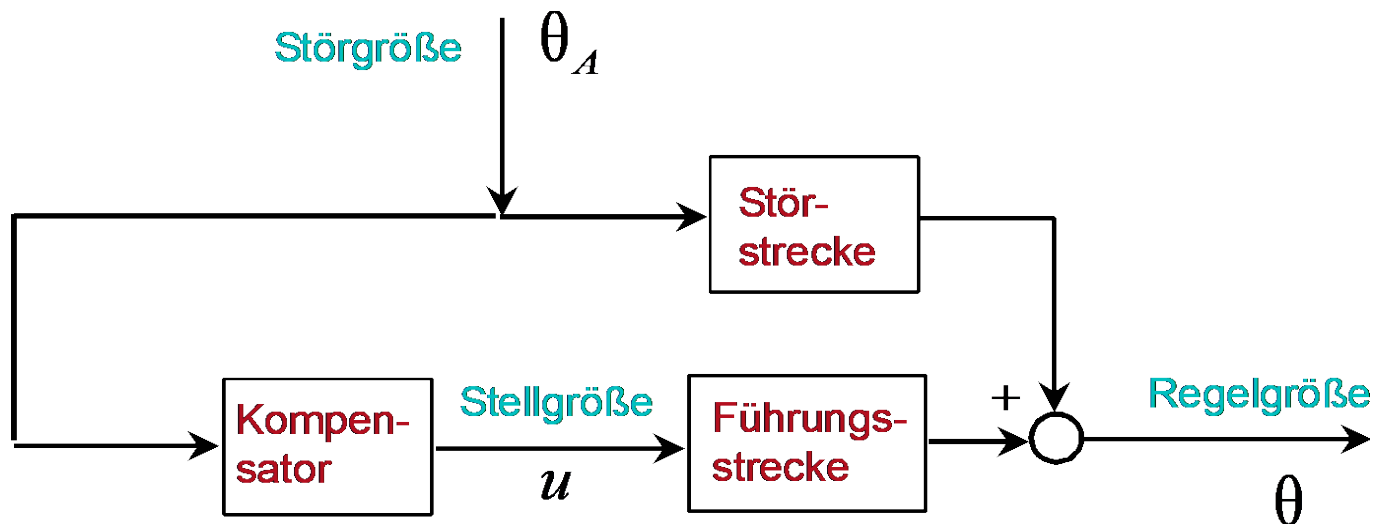 Störgröße
θ_A
Stör-
strecke
Kompen-
sator
Stellgröße
u
Führungs-
strecke
+
Regelgröße
θ